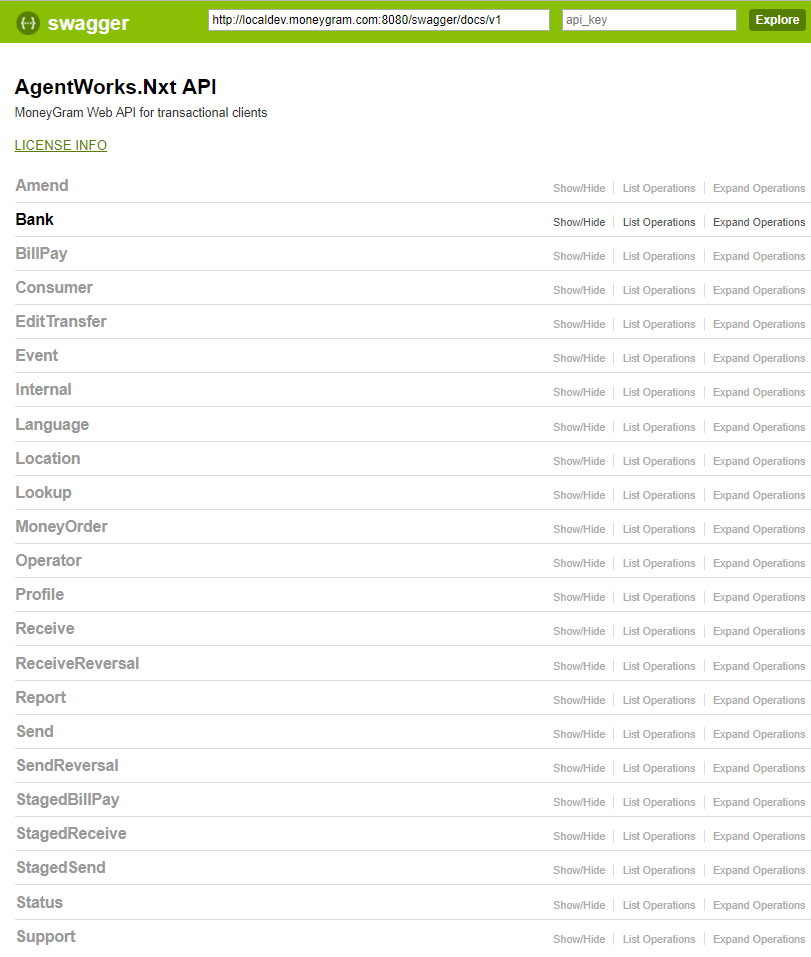 swagger http://localdev.moneygram.com:8080/swagger/docs/v1 api_key Explore
AgentWorks.Nxt API
MoneyGram Web API for transactional clients
LICENSE INFO
Amend Show/Hide List Operations Expand Operations
Bank Show/Hide List Operations Expand Operations
BillPay Show/Hide List Operations Expand Operations
Consumer Show/Hide List Operations Expand Operations
EditTransfer Show/Hide List Operations Expand Operations
Event Show/Hide List Operations Expand Operations
Internal Show/Hide List Operations Expand Operations
Language Show/Hide List Operations Expand Operations
Location Show/Hide List Operations Expand Operations
Lookup Show/Hide List Operations Expand Operations
MoneyOrder Show/Hide List Operations Expand Operations
Operator Show/Hide List Operations Expand Operations
Profile Show/Hide List Operations Expand Operations
Receive Show/Hide List Operations Expand Operations
ReceiveReversal Show/Hide List Operations Expand Operations
Report Show/Hide List Operations Expand Operations
Send Show/Hide List Operations Expand Operations
SendReversal Show/Hide List Operations Expand Operations
StagedBillPay Show/Hide List Operations Expand Operations
StagedReceive Show/Hide List Operations Expand Operations
StagedSend Show/Hide List Operations Expand Operations
Status Show/Hide List Operations Expand Operations
Support Show/Hide List Operations Expand Operations